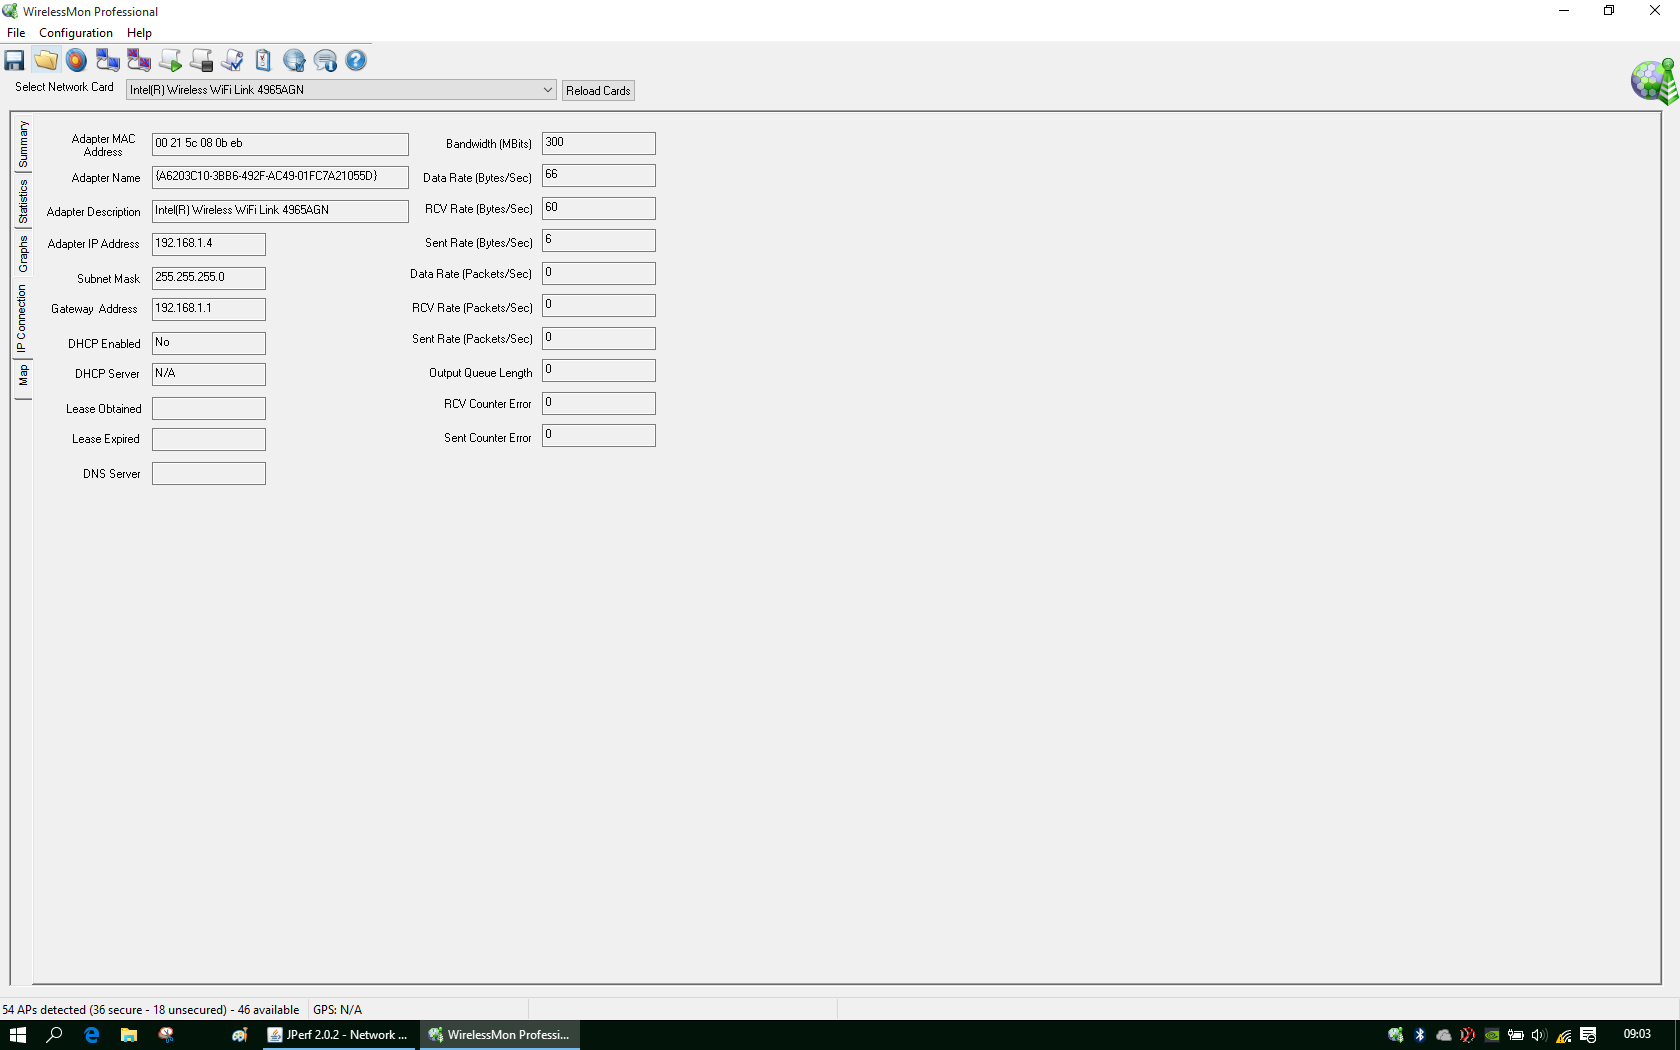 WirelessMon Professional
File Configuration Help
Select Network Card Intel(R) Wireless WiFi Link 4965AGN Reload Cards
Summary
Statistics
Graphs
IP Connection
Map
Adapter MAC Address 00 21 5c 08 0b eb
Adapter Name {A6203C10-3BB6-492F-AC49-01FC7A21055D}
Adapter Description Intel(R) Wireless WiFi Link 4965AGN
Adapter IP Address 192.168.1.4
Subnet Mask 255.255.255.0
Gateway Address 192.168.1.1
DHCP Enabled No
DHCP Server N/A
Lease Obtained
Lease Expired
DNS Server
Bandwidth (MBits) 300
Data Rate (Bytes/Sec) 66
RCV Rate (Bytes/Sec) 60
Sent Rate (Bytes/Sec) 6
Data Rate (Packets/Sec) 0
RCV Rate (Packets/Sec) 0
Sent Rate (Packets/Sec) 0
Output Queue Length 0
RCV Counter Error 0
Sent Counter Error 0
54 APs detected (36 secure - 18 unsecured) - 46 available GPS: N/A
JPerf 2.0.2 - Network ... WirelessMon Professi... 09:03